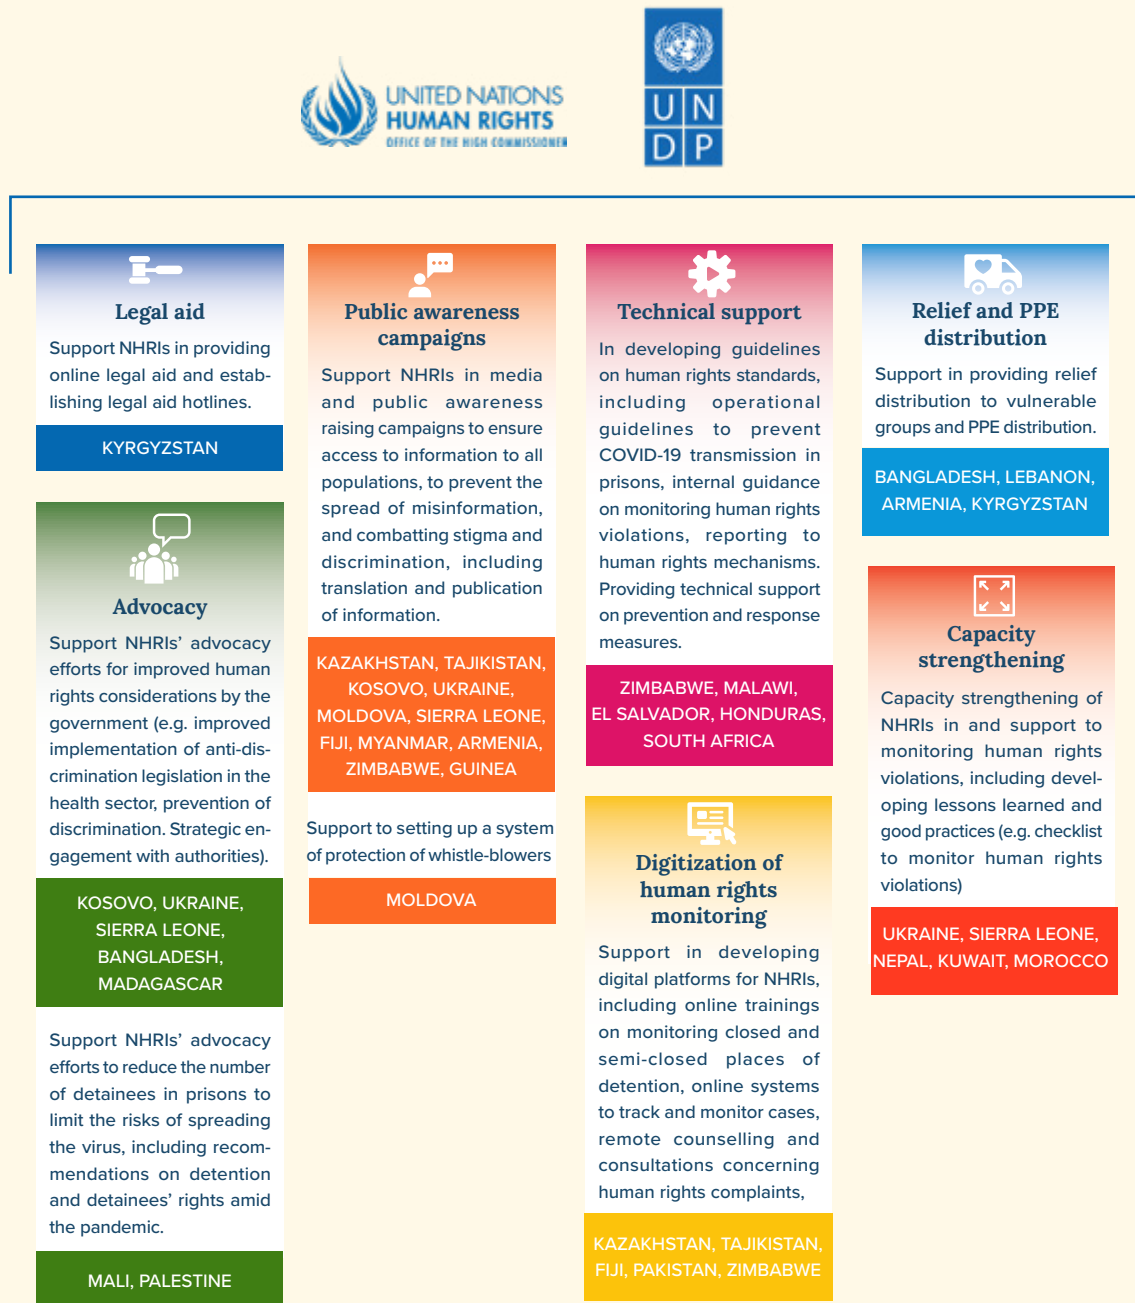 UNITED NATIONS
HUMAN RIGHTS
OFFICE OF THE HIGH COMMISSIONER
U N
D P
Legal aid
Support NHRIs in providing
online legal aid and estab-
lishing legal aid hotlines.
KYRGYZSTAN
Advocacy
Support NHRIs’ advocacy
efforts for improved human
rights considerations by the
government (e.g. improved
implementation of anti-dis-
crimination legislation in the
health sector, prevention of
discrimination. Strategic en-
gagement with authorities).
KOSOVO, UKRAINE,
SIERRA LEONE,
BANGLADESH,
MADAGASCAR
Support NHRIs’ advocacy
efforts to reduce the number
of detainees in prisons to
limit the risks of spreading
the virus, including recom-
mendations on detention
and detainees’ rights amid
the pandemic.
MALI, PALESTINE
Public awareness
campaigns
Support NHRIs in media
and public awareness
raising campaigns to ensure
access to information to all
populations, to prevent the
spread of misinformation,
and combatting stigma and
discrimination, including
translation and publication
of information.
KAZAKHSTAN, TAJIKISTAN,
KOSOVO, UKRAINE,
MOLDOVA, SIERRA LEONE,
FIJI, MYANMAR, ARMENIA,
ZIMBABWE, GUINEA
Support to setting up a system
of protection of whistle-blowers
MOLDOVA
Technical support
In developing guidelines
on human rights standards,
including operational
guidelines to prevent
COVID-19 transmission in
prisons, internal guidance
on monitoring human rights
violations, reporting to
human rights mechanisms.
Providing technical support
on prevention and response
measures.
ZIMBABWE, MALAWI,
EL SALVADOR, HONDURAS,
SOUTH AFRICA
Digitization of
human rights
monitoring
Support in developing
digital platforms for NHRIs,
including online trainings
on monitoring closed and
semi-closed places of
detention, online systems
to track and monitor cases,
remote counselling and
consultations concerning
human rights complaints,
KAZAKHSTAN, TAJIKISTAN,
FIJI, PAKISTAN, ZIMBABWE
Relief and PPE
distribution
Support in providing relief
distribution to vulnerable
groups and PPE distribution.
BANGLADESH, LEBANON,
ARMENIA, KYRGYZSTAN
Capacity
strengthening
Capacity strengthening of
NHRIs in and support to
monitoring human rights
violations, including devel-
oping lessons learned and
good practices (e.g. checklist
to monitor human rights
violations)
UKRAINE, SIERRA LEONE,
NEPAL, KUWAIT, MOROCCO